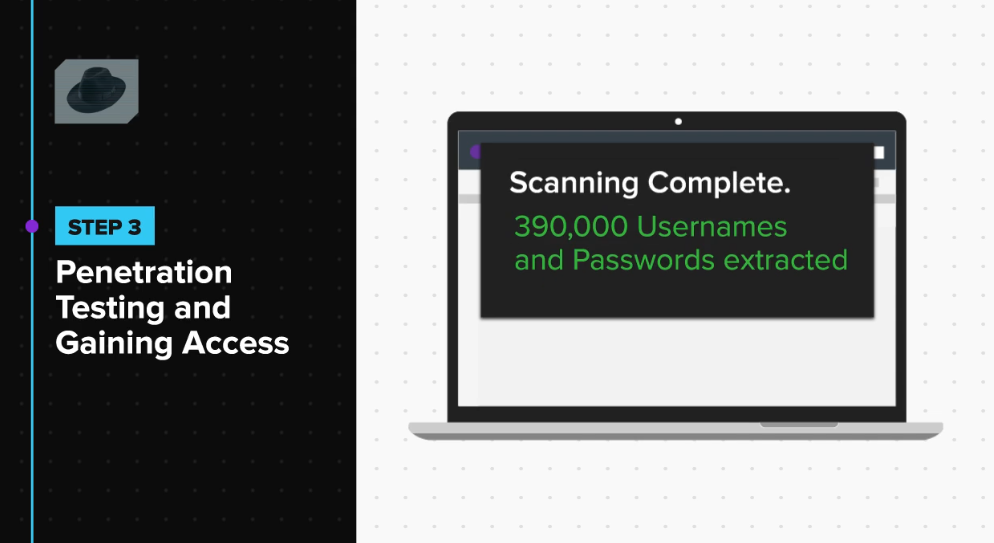 STEP 3
Penetration
Testing and
Gaining Access
Scanning Complete.
390,000 Usernames
and Passwords extracted